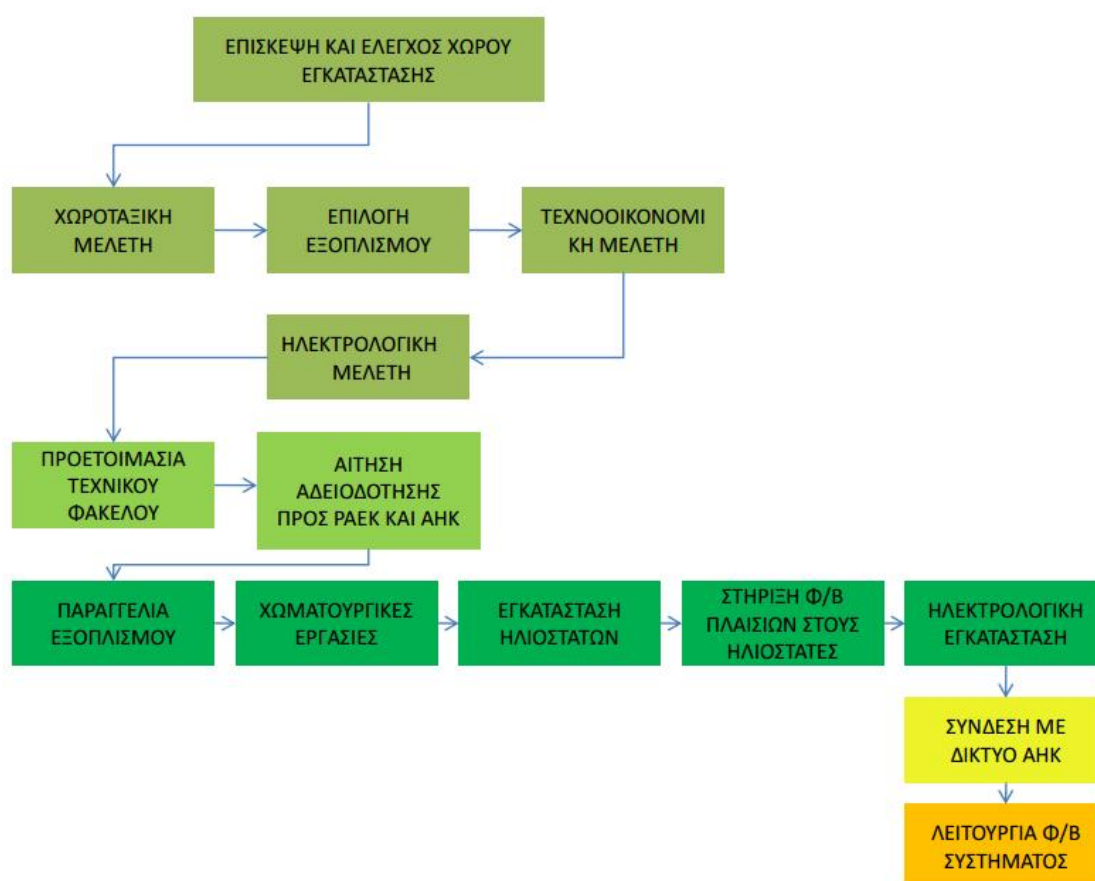 ΕΠΙΣΚΕΨΗ ΚΑΙ ΕΛΕΓΧΟΣ ΧΩΡΟΥ
ΕΓΚΑΤΑΣΤΑΣΗΣ
ΧΩΡΟΤΑΞΙΚΗ
ΜΕΛΕΤΗ
ΕΠΙΛΟΓΗ
ΕΞΟΠΛΙΣΜΟΥ
ΤΕΧΝΟΟΙΚΟΝΟΜΙ
ΚΗ ΜΕΛΕΤΗ
ΗΛΕΚΤΡΟΛΟΓΙΚΗ
ΜΕΛΕΤΗ
ΠΡΟΕΤΟΙΜΑΣΙΑ
ΤΕΧΝΙΚΟΥ
ΦΑΚΕΛΟΥ
ΑΙΤΗΣΗ
ΑΔΕΙΟΔΟΤΗΣΗΣ
ΠΡΟΣ ΡΑΕΚ ΚΑΙ ΑΗΚ
ΠΑΡΑΓΓΕΛΙΑ
ΕΞΟΠΛΙΣΜΟΥ
ΧΩΜΑΤΟΥΡΓΙΚΕΣ
ΕΡΓΑΣΙΕΣ
ΕΓΚΑΤΑΣΤΑΣΗ
ΗΛΙΟΣΤΑΤΩΝ
ΣΤΗΡΙΞΗ Φ/Β
ΠΛΑΙΣΙΩΝ ΣΤΟΥΣ
ΗΛΙΟΣΤΑΤΕΣ
ΗΛΕΚΤΡΟΛΟΓΙΚΗ
ΕΓΚΑΤΑΣΤΑΣΗ
ΣΥΝΔΕΣΗ ΜΕ
ΔΙΚΤΥΟ ΑΗΚ
ΛΕΙΤΟΥΡΓΙΑ Φ/Β
ΣΥΣΤΗΜΑΤΟΣ